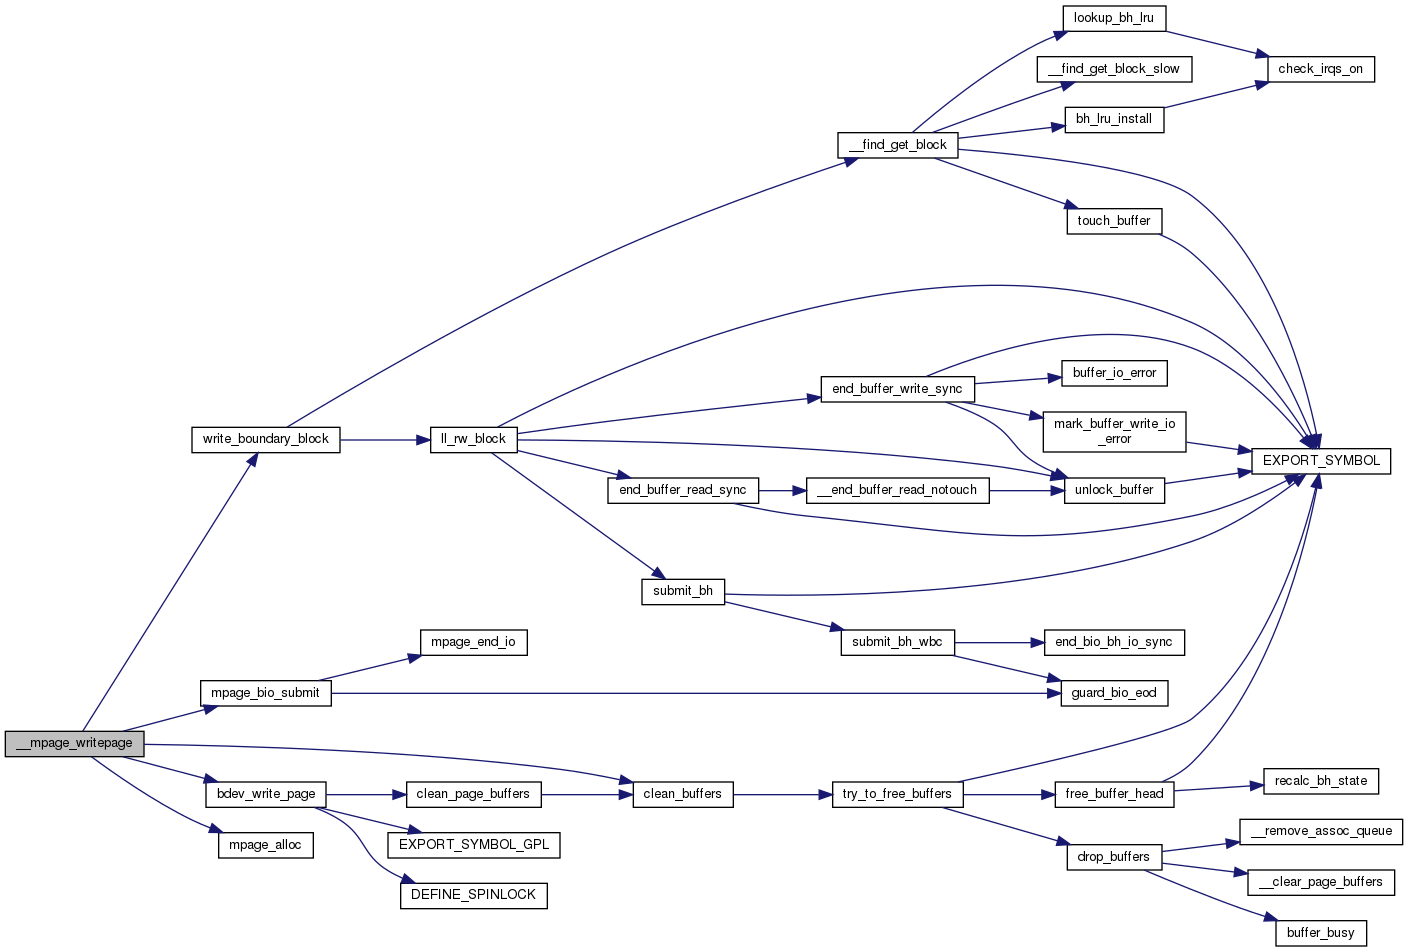 lookup_bh_lru
__find_get_block_slow
check_irqs_on
bh_lru_install
__find_get_block
touch_buffer
buffer_io_error
end_buffer_write_sync
mark_buffer_write_io
_error
write_boundary_block
ll_rw_block
EXPORT_SYMBOL
end_buffer_read_sync
__end_buffer_read_notouch
unlock_buffer
submit_bh
mpage_end_io
submit_bh_wbc
end_bio_bh_io_sync
mpage_bio_submit
guard_bio_eod
__mpage_writepage
bdev_write_page
clean_page_buffers
clean_buffers
try_to_free_buffers
free_buffer_head
recalc_bh_state
mpage_alloc
EXPORT_SYMBOL_GPL
drop_buffers
__remove_assoc_queue
DEFINE_SPINLOCK
__clear_page_buffers
buffer_busy